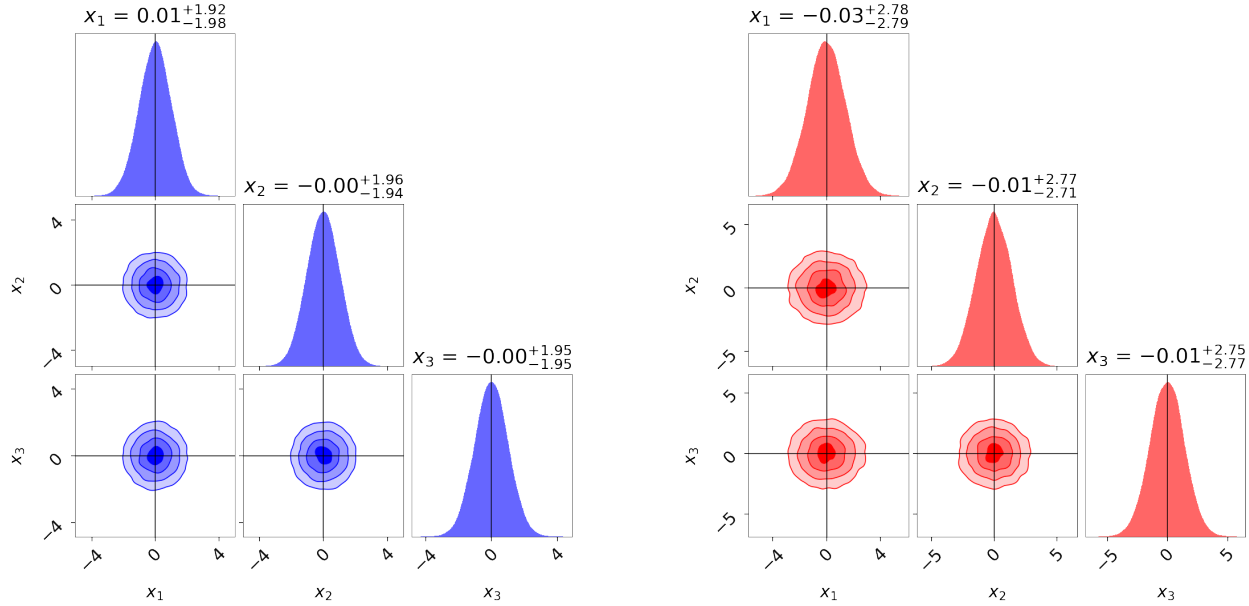 x₁ = 0.01 +1.92 −1.98
x₁ = −0.03 +2.78 −2.79
x₂ = −0.00 +1.96 −1.94
x₂ = −0.01 +2.77 −2.71
4
0
−4
x₂
5
0
−5
x₂
x₃ = −0.00 +1.95 −1.95
x₃ = −0.01 +2.75 −2.77
4
0
−4
x₃
5
0
−5
x₃
−4 0 4
−4 0 4
−4 0 4
−4 0 4
−5 0 5
−5 0 5
x₁ x₂ x₃
x₁ x₂ x₃